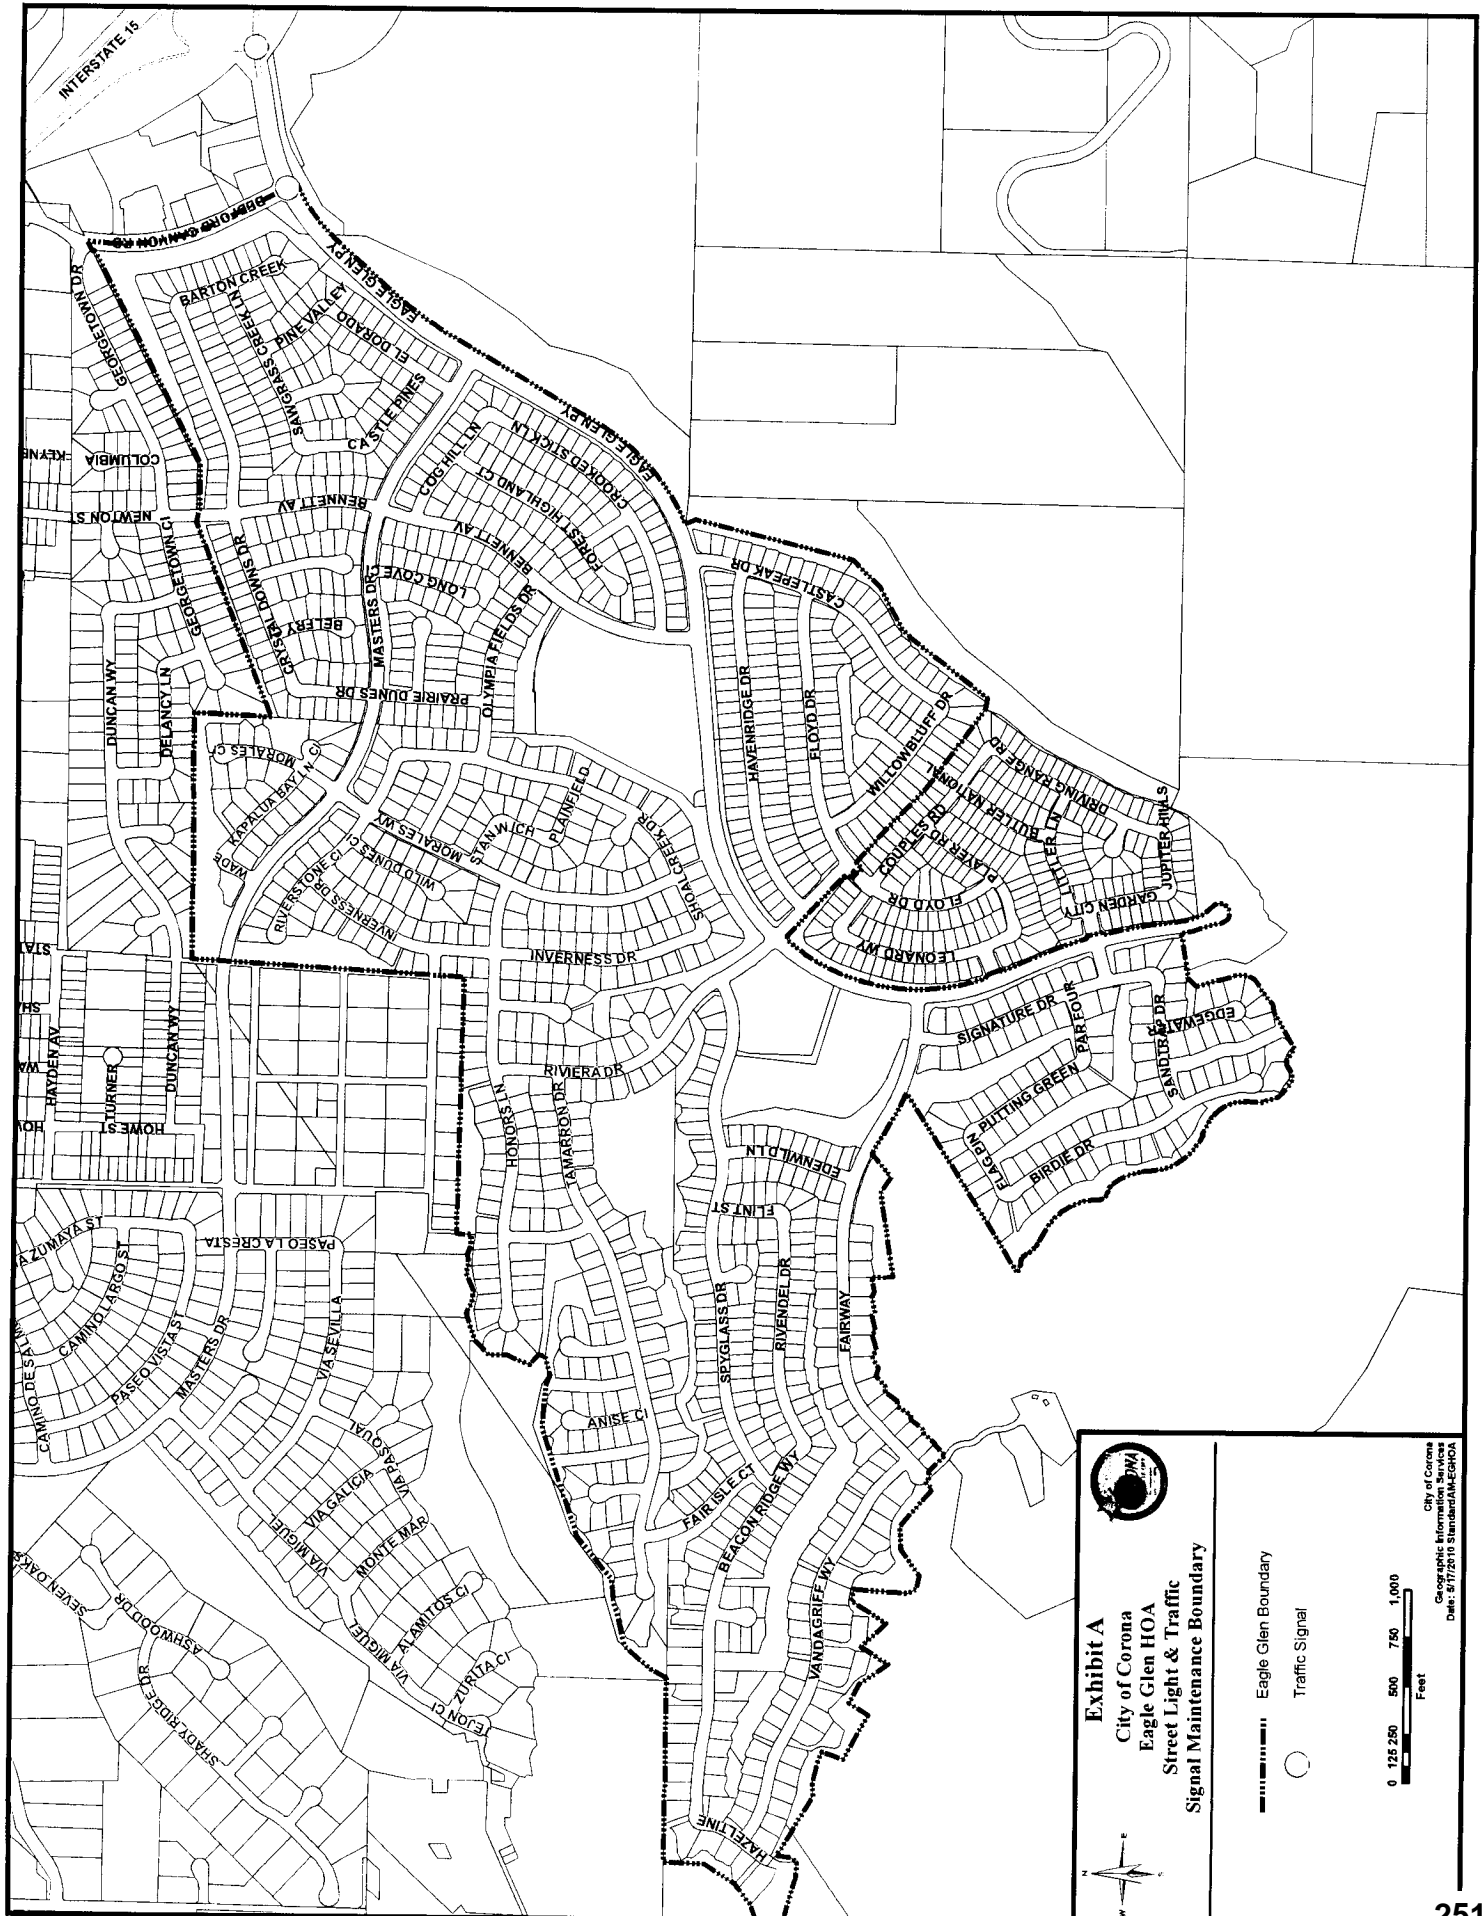 INTERSTATE 15
BEDFORD CANYON RD
EAGLE GLEN PY
EAGLE GLEN PY
EAGLE GLEN PY
GEORGETOWN DR
BARTON CREEK
SAWGRASS CREEK LN
PINE VALLEY
EL DORADO
CASTLE PINES
COLUMBIA
NEWTON ST
GEORGETOWN CI
BENNETT AV
COG HILL LN
CROOKED STICK LN
FOREST HIGHLAND CT
BENNETT AV
CRYSTAL DOWNS DR
BELFRY
MASTERS DR
LONG COVE
OLYMPIA FIELDS DR
PRAIRIE DUNES DR
DUNCAN WY
DELANCY LN
MORALES CI
KAPALUA BAY LN
CI
WADE
CASTLEPEAK DR
HAVENRIDGE DR
FLOYD DR
WILLOWBLUFF DR
DRIVING RANGE RD
BUTLER NATIONAL
COUPLES RD
PLAYER RD
LITTLER LN
JUPITER HILLS
GARDEN CITY
FLOYD DR
LEONARD WY
MORALES WY
STANWICH
PLAINFIELD
SHOAL CREEK DR
WILD DUNES CI
RIVERSTONE CI
INVERNESS DR
INVERNESS DR
HAYDEN AV
TURNER
DUNCAN WY
HOWE ST
SIGNATURE DR
PAR FOUR
SANDTRAP DR
EDGEWATER
PUTTING GREEN
FLAG PIN
BIRDIE DR
RIVIERA DR
HONORS LN
TAMARRON DR
EDENWILD LN
FLINT ST
SPYGLASS DR
RIVENDEL DR
FAIRWAY
PASEO LA CRESTA
CAMINO LARGO ST
PASEO VISTA ST
MASTERS DR
VIA SEVILLA
VIA PASQUAL
VIA GALICIA
VIA MIGUEL
MONTE MAR
VIA MIGUEL
ALAMITOS CI
ZURITA CI
TEJON CI
ANISE CI
FAIR ISLE CT
BEACON RIDGE WY
VANDAGRIFF WY
HAZELTINE
SEVEN OAKS
ASHWOOD DR
SHADY RIDGE DR
Exhibit A
City of Corona
Eagle Glen HOA
Street Light & Traffic
Signal Maintenance Boundary
Eagle Glen Boundary
Traffic Signal
0 125 250 500 750 1,000
Feet
City of Corona
Geographic Information Services
N
E
W
251